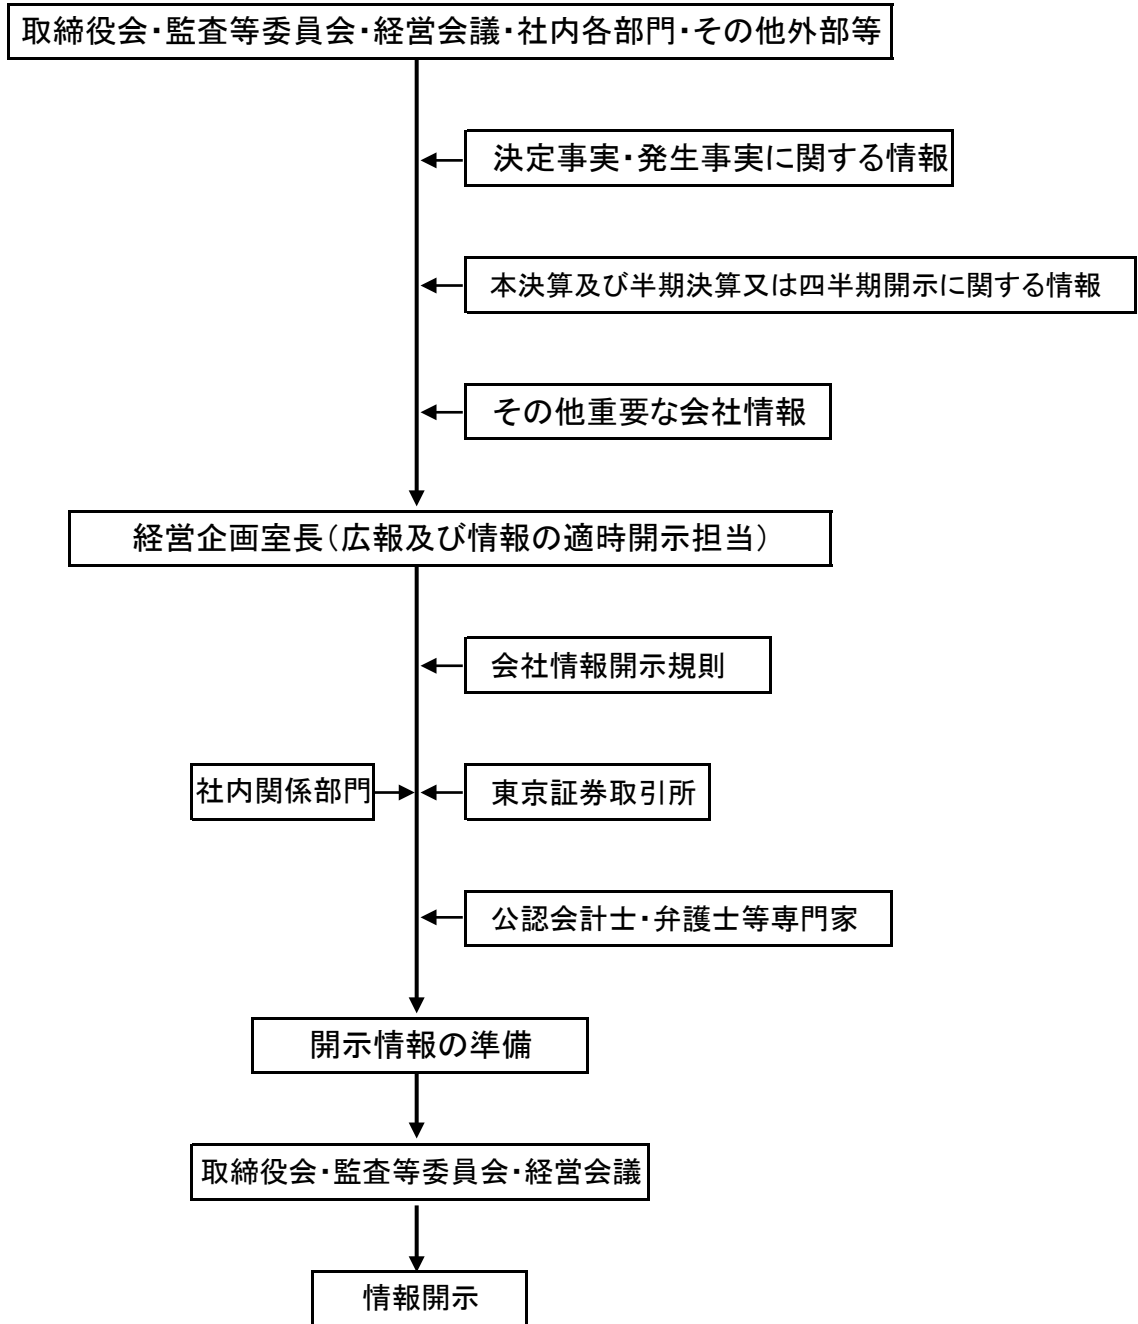 取締役会・監査等委員会・経営会議・社内各部門・その他外部等
決定事実・発生事実に関する情報
本決算及び半期決算又は四半期開示に関する情報
その他重要な会社情報
経営企画室長（広報及び情報の適時開示担当）
会社情報開示規則
社内関係部門
東京証券取引所
公認会計士・弁護士等専門家
開示情報の準備
取締役会・監査等委員会・経営会議
情報開示